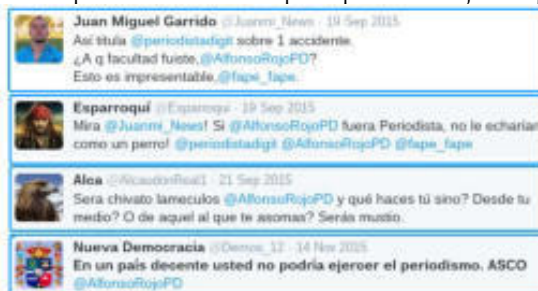 Juan Miguel Garrido @Juanmi_News · 19 Sep 2015
Así titula @periodistadigit sobre 1 accidente.
¿A q facultad fuiste,@AlfonsoRojoPD?
Esto es impresentable,@fape_fape.
Esparroquí @Esparroqui · 19 Sep 2015
Mira @Juanmi_News! Si @AlfonsoRojoPD fuera Periodista, no le echarían
como un perro! @periodistadigit @AlfonsoRojoPD @fape_fape
Alca · 21 Sep 2015
Sera chivato lameculos @AlfonsoRojoPD y qué haces tú sino? Desde tu
medio? O de aquel al que te asomas? Serás mustio.
Nueva Democracia @Demos_12 · 14 Nov 2015
En un país decente usted no podría ejercer el periodismo. ASCO
@AlfonsoRojoPD